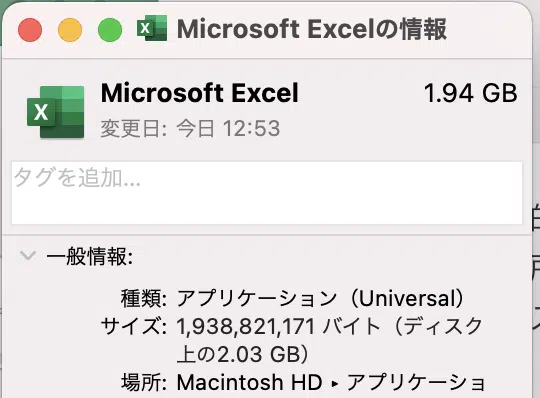 Microsoft Excelの情報
Microsoft Excel 1.94 GB
変更日: 今日 12:53
タグを追加...
一般情報:
種類: アプリケーション（Universal）
サイズ: 1,938,821,171 バイト（ディスク
上の2.03 GB）
場所: Macintosh HD ▸ アプリケーショ